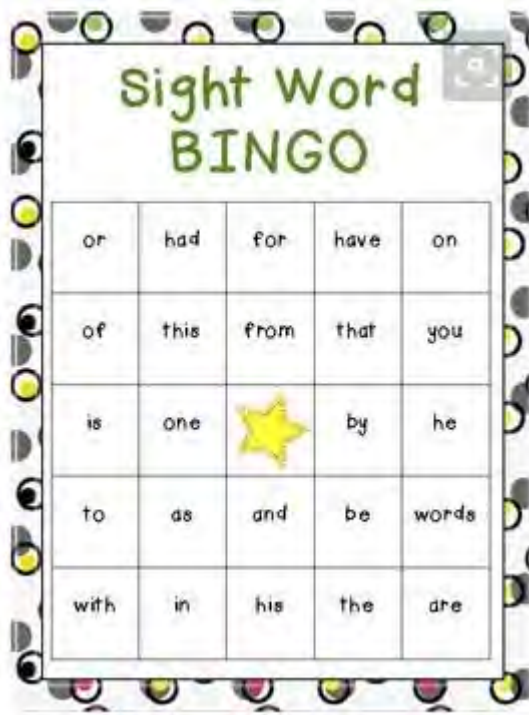 Sight Word
BINGO
or had for have on
of this from that you
is one by he
to as and be words
with in his the are